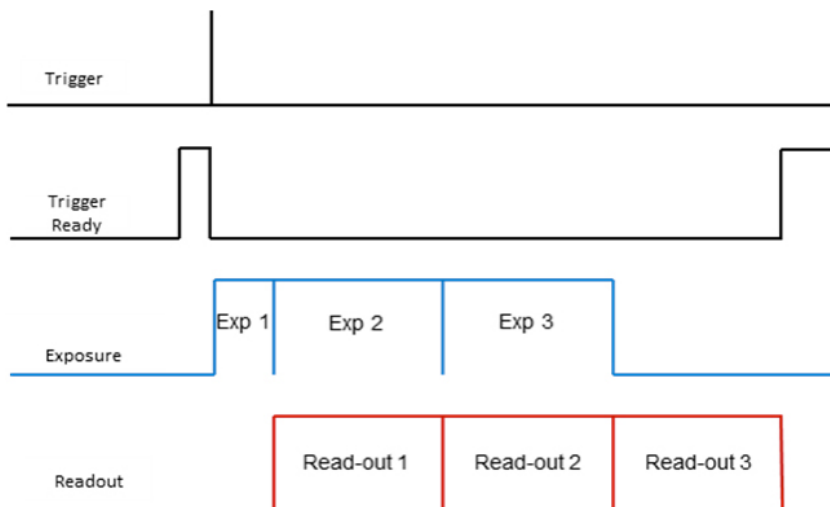 Trigger
Trigger
Ready
Exp 1
Exp 2
Exp 3
Exposure
Read-out 1
Read-out 2
Read-out 3
Readout